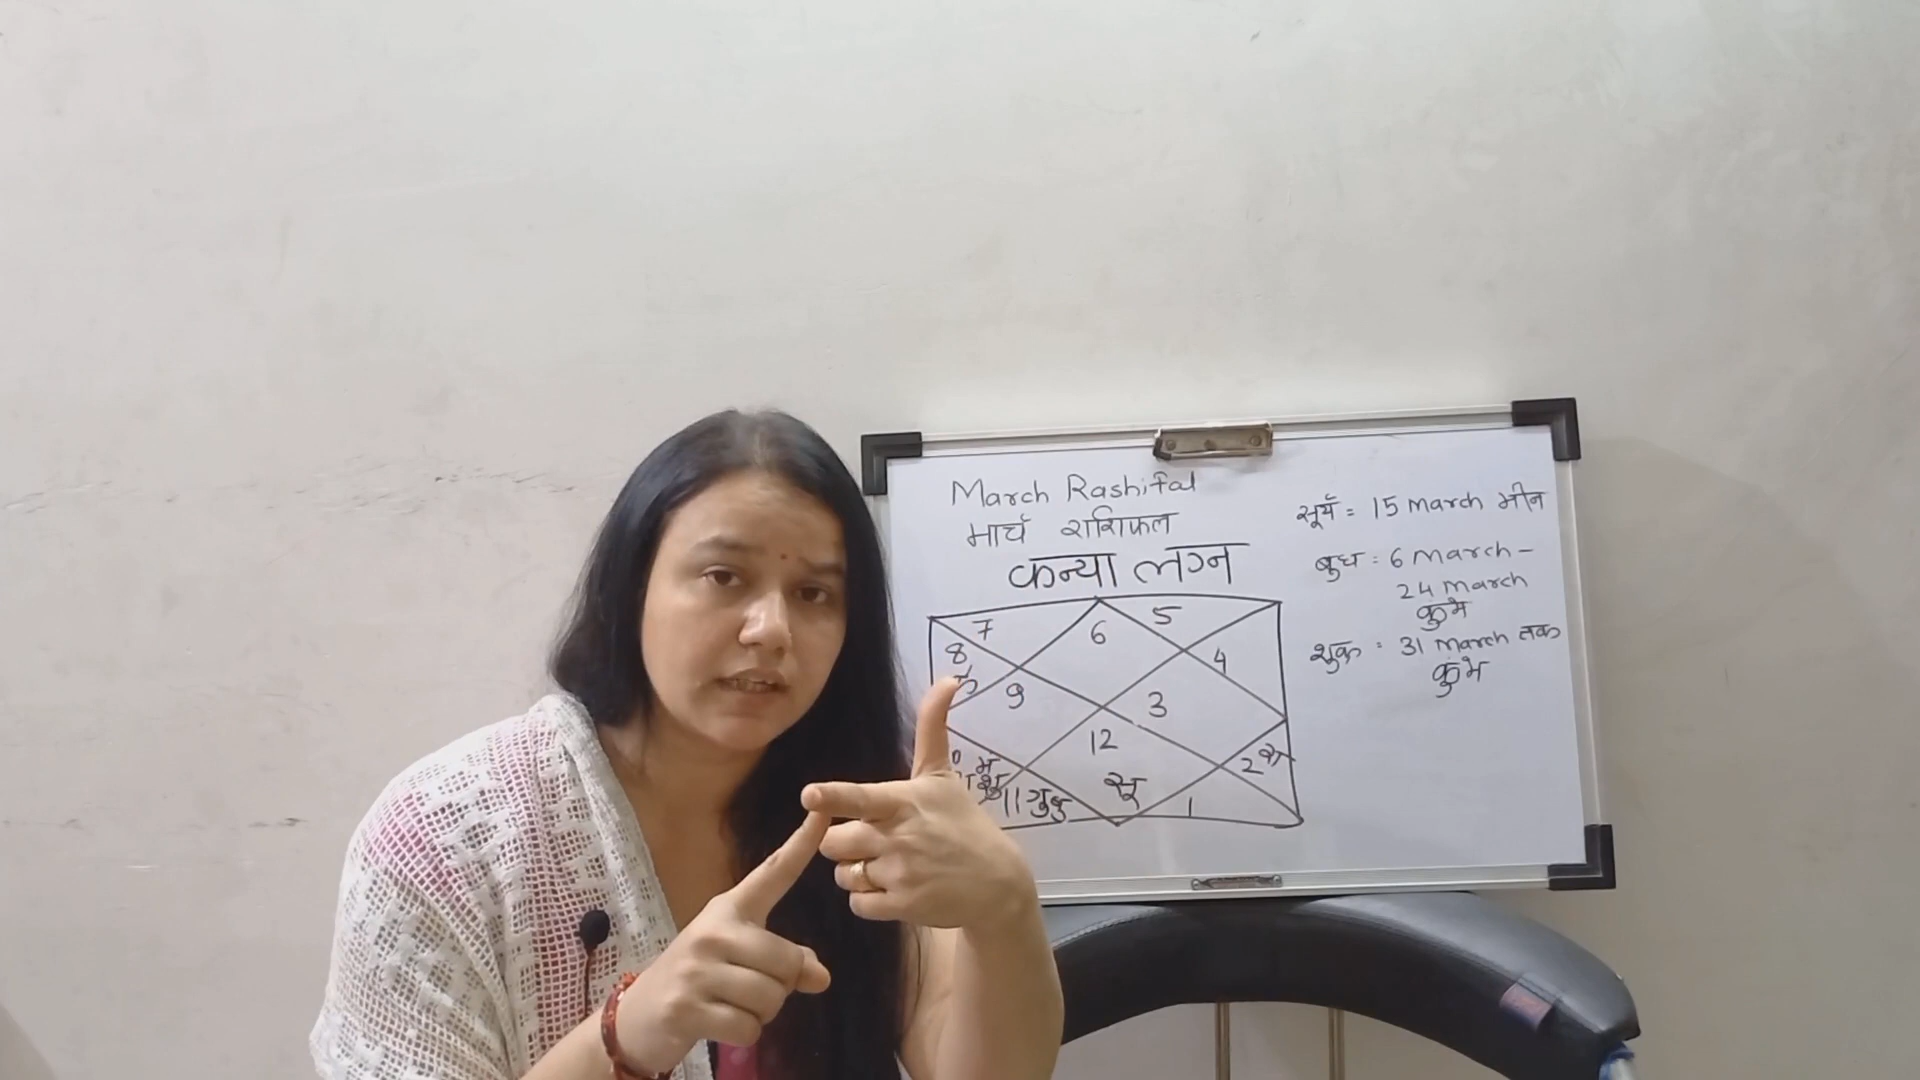 March Rashifal
मार्च राशिफल
कन्या लग्न
7
6
5
8
के
4
9
3
12
मं
शु
11 गु बु
सू
1
2 रा
सूर्य = 15 March मीन
बुध : 6 March -
24 March
कुंभ
शुक्र : 31 March तक
कुंभ